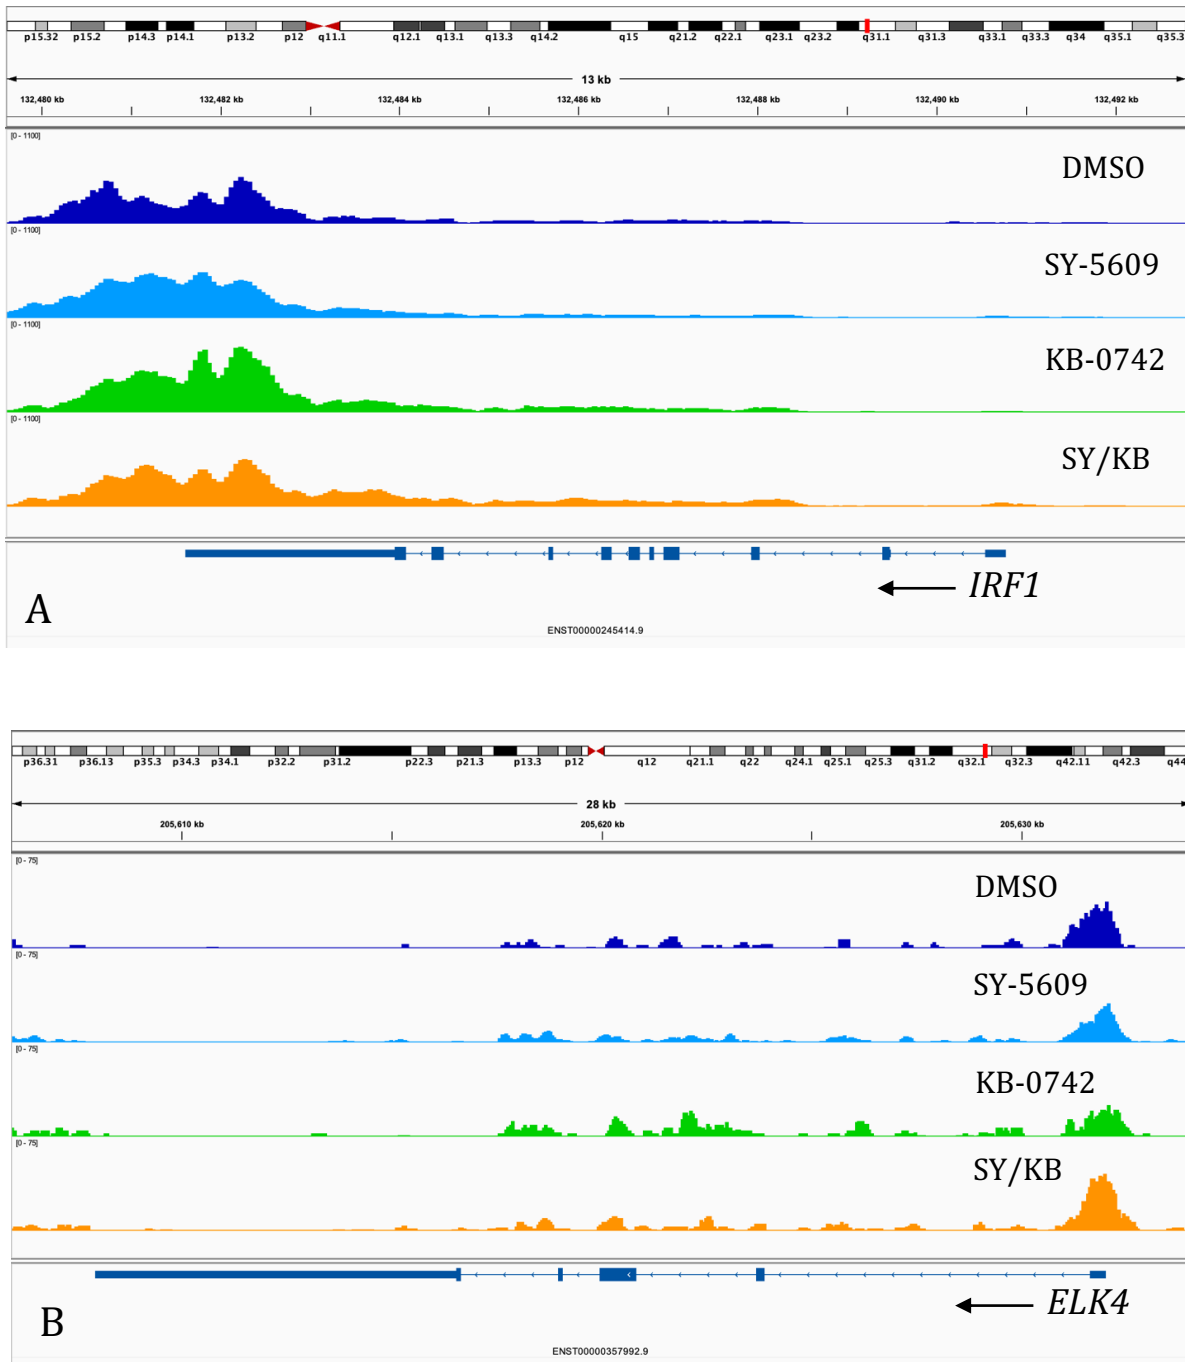 p15.32 p15.2 p14.3 p14.1 p13.2 p12 q11.1 q12.1 q13.1 q13.3 q14.2 q15 q21.2 q22.1 q23.1 q23.2 q31.1 q31.3 q33.1 q33.3 q34 q35.1 q35.3
13 kb
132,480 kb 132,482 kb 132,484 kb 132,486 kb 132,488 kb 132,490 kb 132,492 kb
[0 - 1100]
DMSO
[0 - 1100]
SY-5609
[0 - 1100]
KB-0742
[0 - 1100]
SY/KB
IRF1
A
ENST00000245414.9
p36.31 p36.13 p35.3 p34.3 p34.1 p32.2 p31.2 p22.3 p21.3 p13.3 p12 q12 q21.1 q22 q24.1 q25.1 q25.3 q31.2 q32.1 q32.3 q42.11 q42.3 q44
28 kb
205,610 kb 205,620 kb 205,630 kb
[0 - 75]
DMSO
[0 - 75]
SY-5609
[0 - 75]
KB-0742
[0 - 75]
SY/KB
ELK4
B
ENST00000357992.9